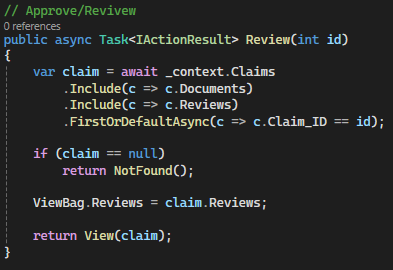 // Approve/Revivew
0 references
public async Task<IActionResult> Review(int id)
{
    var claim = await _context.Claims
        .Include(c => c.Documents)
        .Include(c => c.Reviews)
        .FirstOrDefaultAsync(c => c.Claim_ID == id);

    if (claim == null)
        return NotFound();

    ViewBag.Reviews = claim.Reviews;

    return View(claim);
}